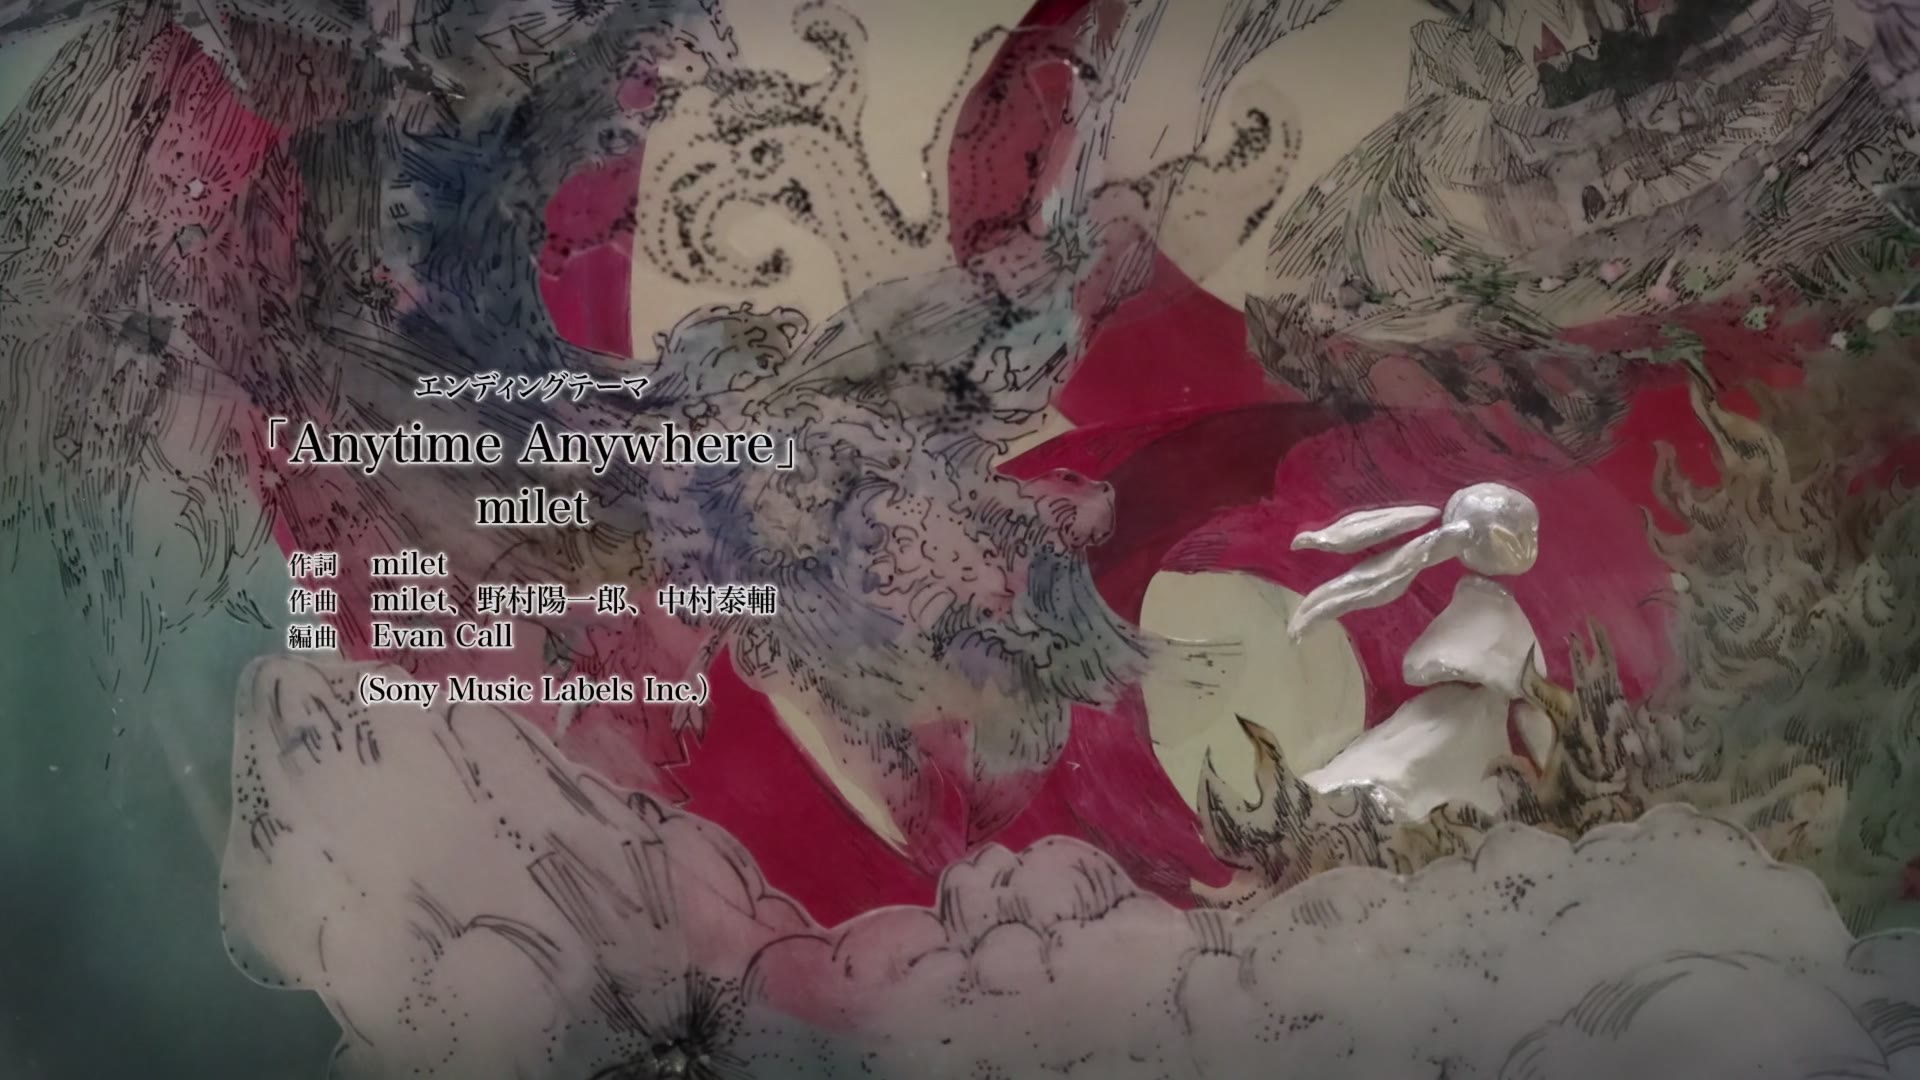 エンディングテーマ
「Anytime Anywhere」
milet
作詞 milet
作曲 milet、野村陽一郎、中村泰輔
編曲 Evan Call
(Sony Music Labels Inc.)